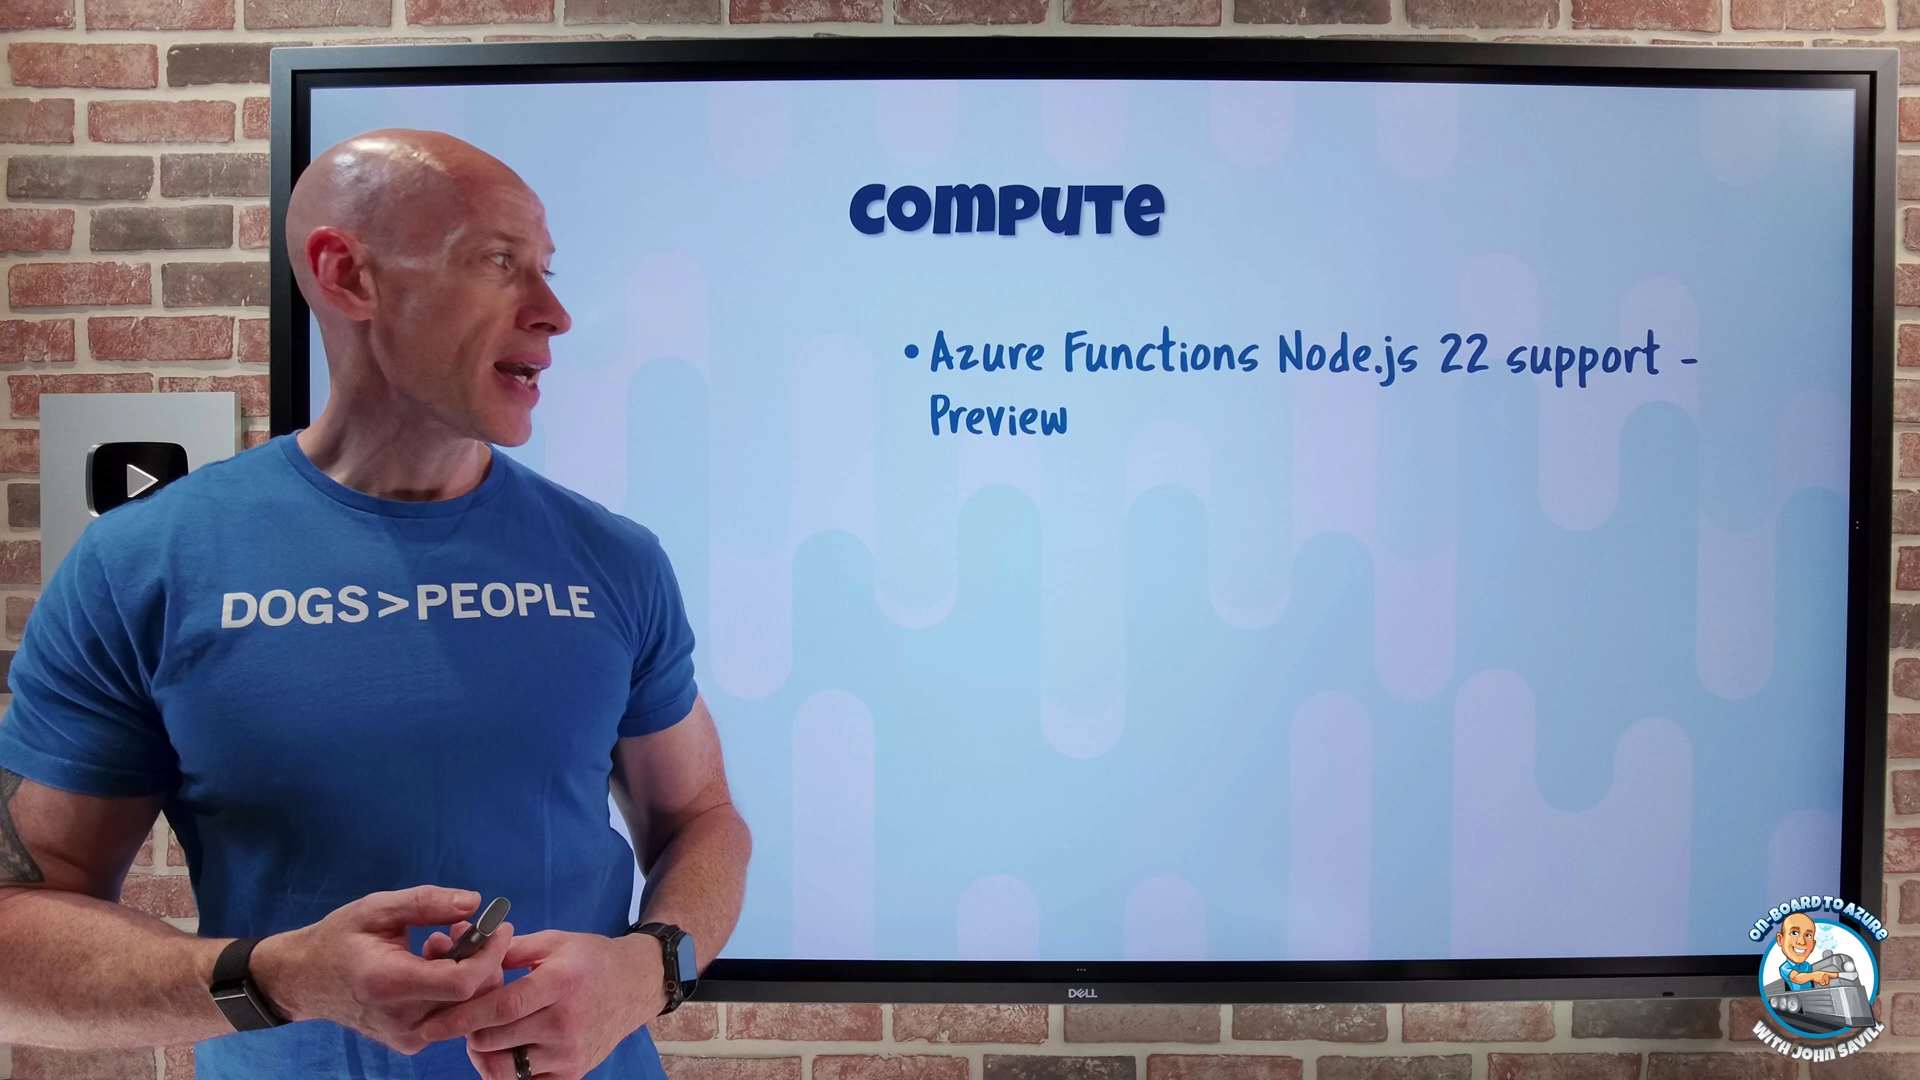 COMPUTE
• Azure Functions Node.js 22 support -
Preview
DOGS>PEOPLE
DELL
ON-BOARD TO AZURE
WITH JOHN SAVILL